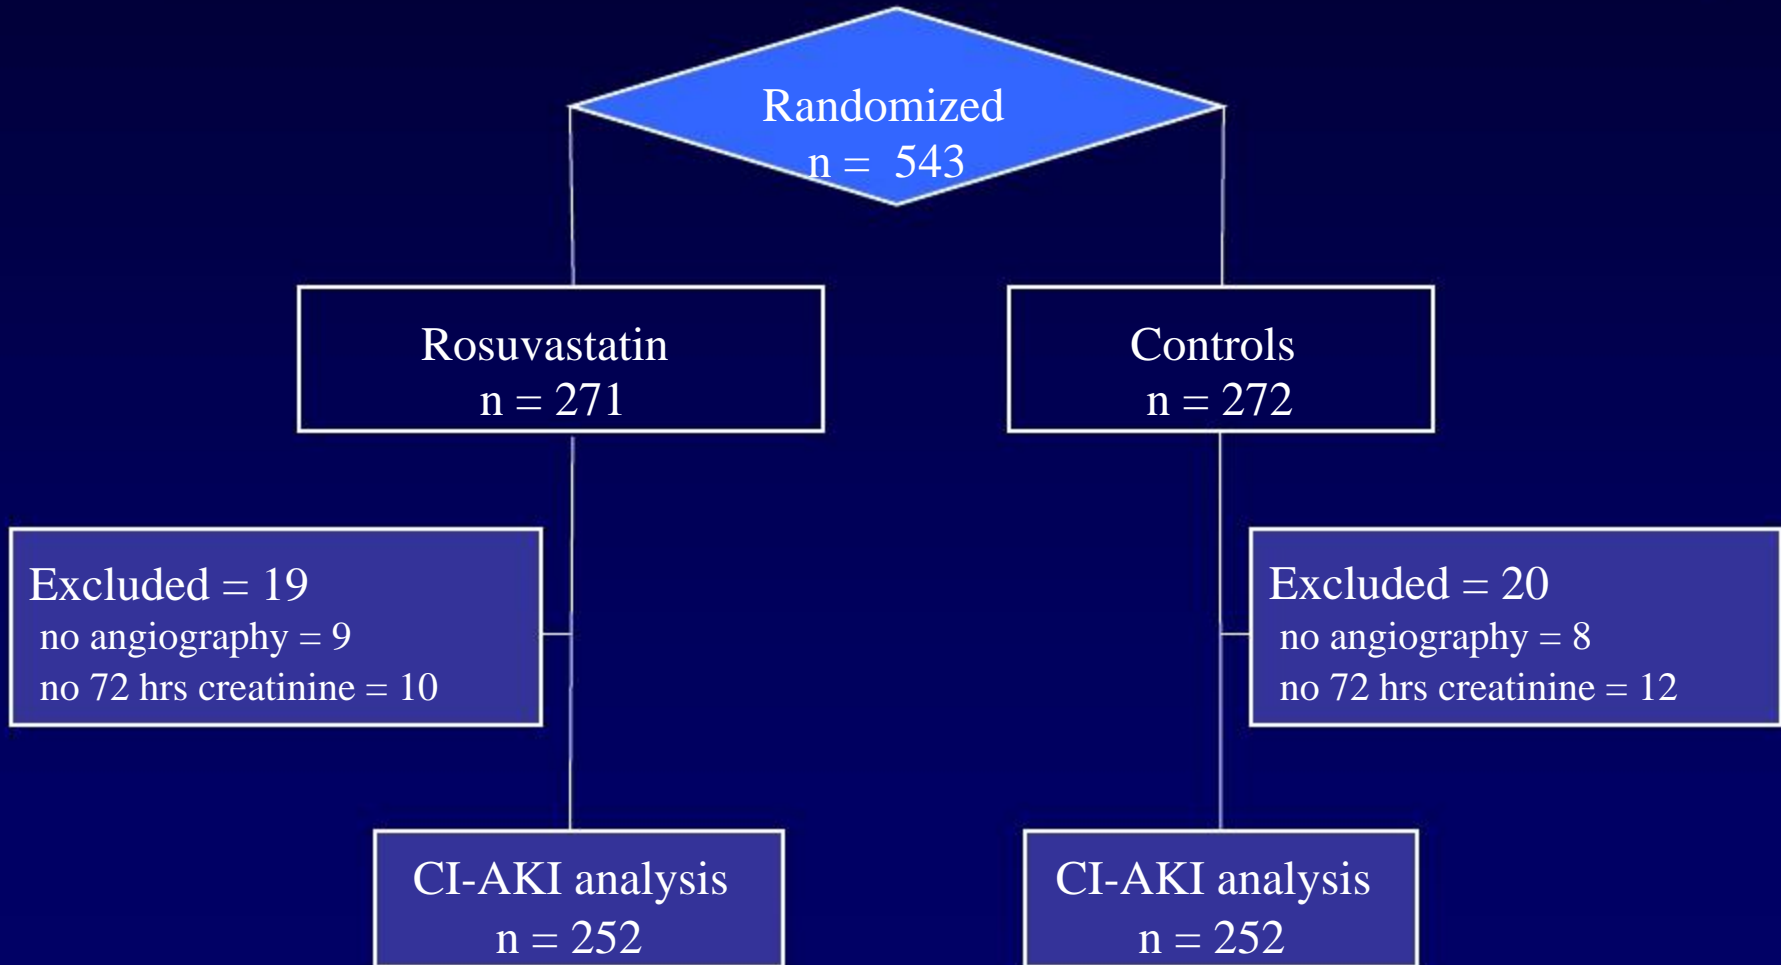 Randomized
n =  543
Rosuvastatin
n = 271
Controls
n = 272
Excluded = 19
no angiography = 9
no 72 hrs creatinine = 10
Excluded = 20
no angiography = 8
no 72 hrs creatinine = 12
CI-AKI analysis
n = 252
CI-AKI analysis
n = 252